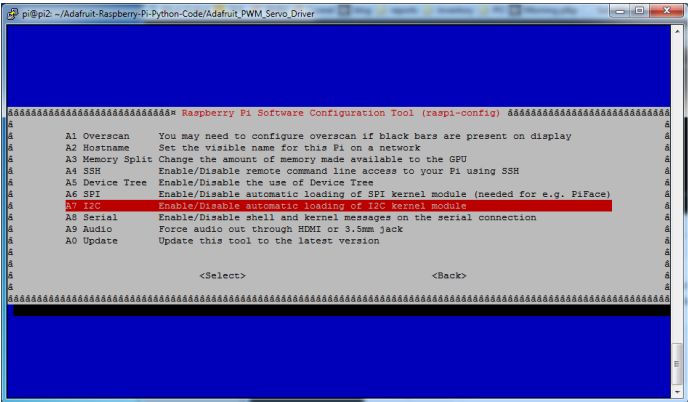 pi@pi2: ~/Adafruit-Raspberry-Pi-Python-Code/Adafruit_PWM_Servo_Driver
Raspberry Pi Software Configuration Tool (raspi-config)
A1 Overscan You may need to configure overscan if black bars are present on display
A2 Hostname Set the visible name for this Pi on a network
A3 Memory Split Change the amount of memory made available to the GPU
A4 SSH Enable/Disable remote command line access to your Pi using SSH
A5 Device Tree Enable/Disable the use of Device Tree
A6 SPI Enable/Disable automatic loading of SPI kernel module (needed for e.g. PiFace)
A7 I2C Enable/Disable automatic loading of I2C kernel module
A8 Serial Enable/Disable shell and kernel messages on the serial connection
A9 Audio Force audio out through HDMI or 3.5mm jack
A0 Update Update this tool to the latest version
<Select> <Back>